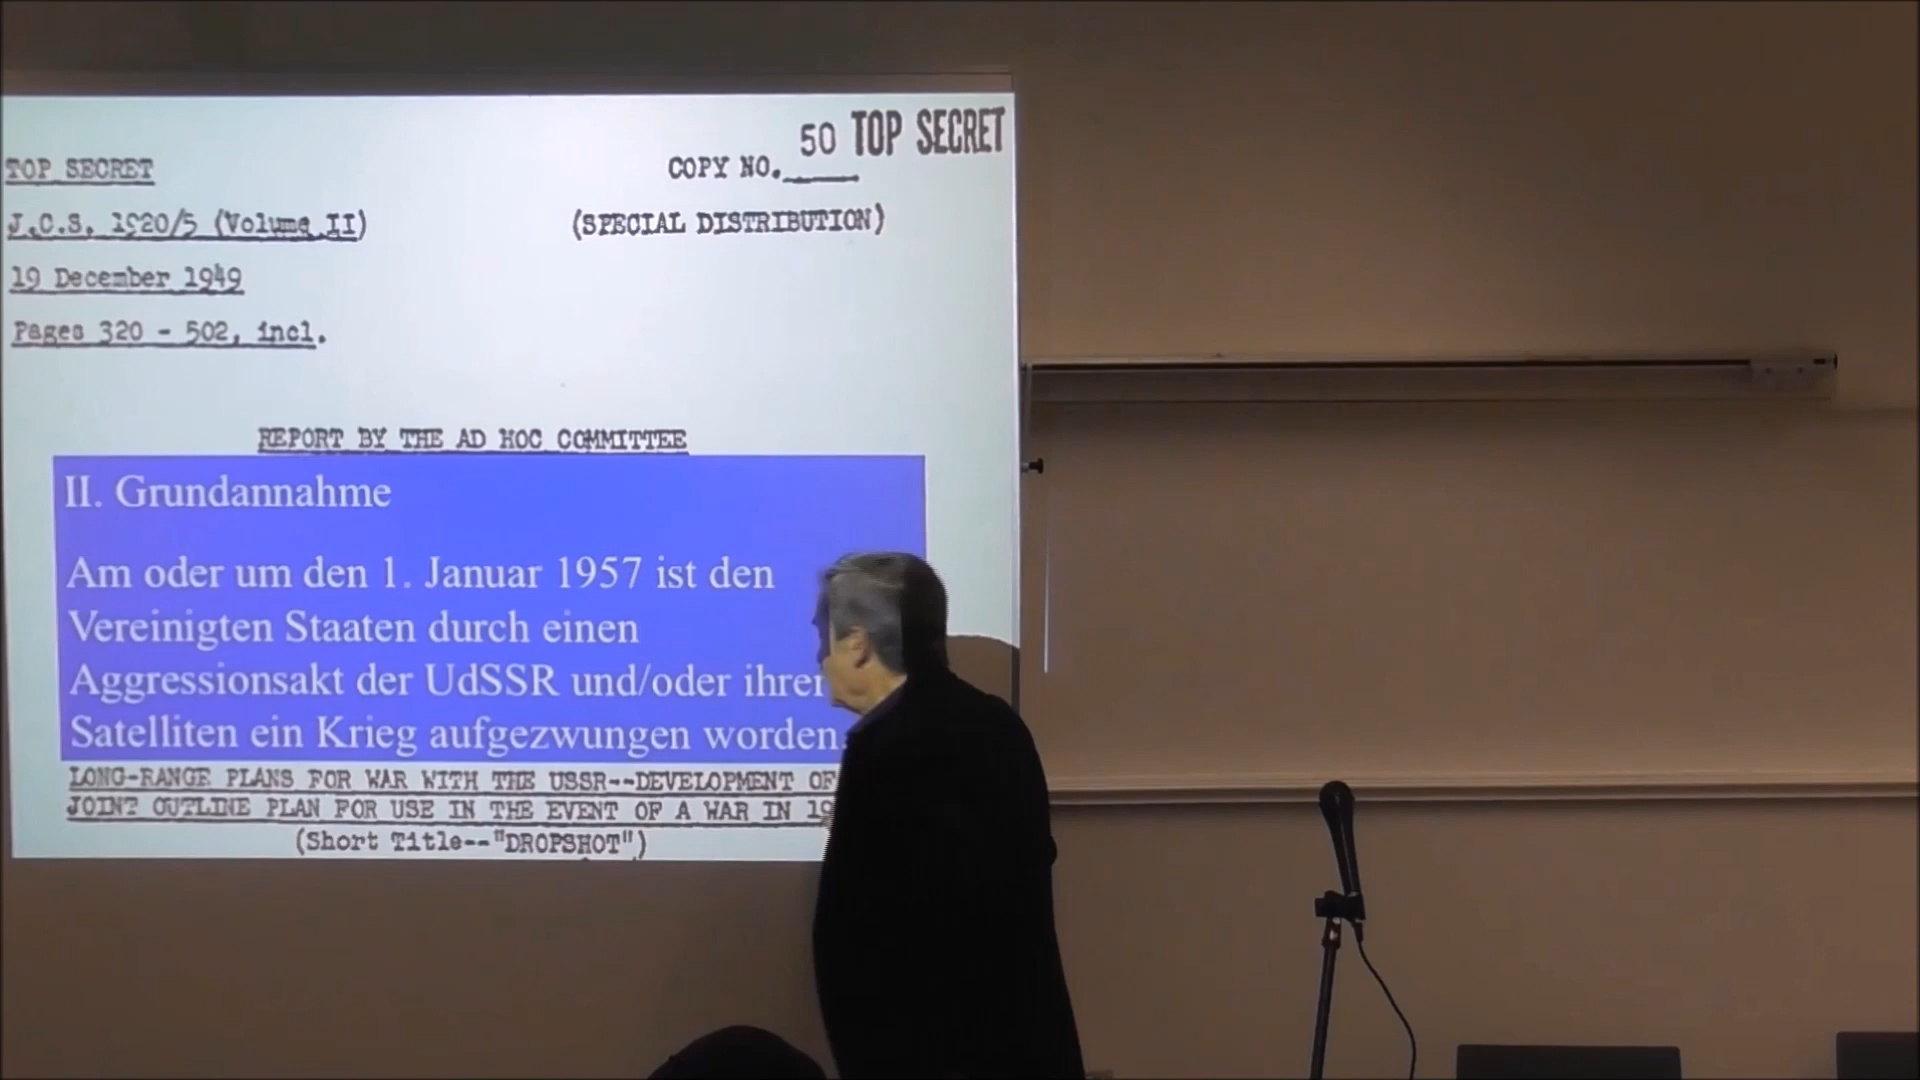 50 TOP SECRET
TOP SECRET
COPY NO.
J.C.S. 1920/5 (Volume II)
(SPECIAL DISTRIBUTION)
19 December 1949
Pages 320 - 502, incl.
REPORT BY THE AD HOC COMMITTEE
II. Grundannahme
Am oder um den 1. Januar 1957 ist den
Vereinigten Staaten durch einen
Aggressionsakt der UdSSR und/oder ihrer
Satelliten ein Krieg aufgezwungen worden.
LONG-RANGE PLANS FOR WAR WITH THE USSR--DEVELOPMENT OF
JOINT OUTLINE PLAN FOR USE IN THE EVENT OF A WAR IN 19
(Short Title--"DROPSHOT")